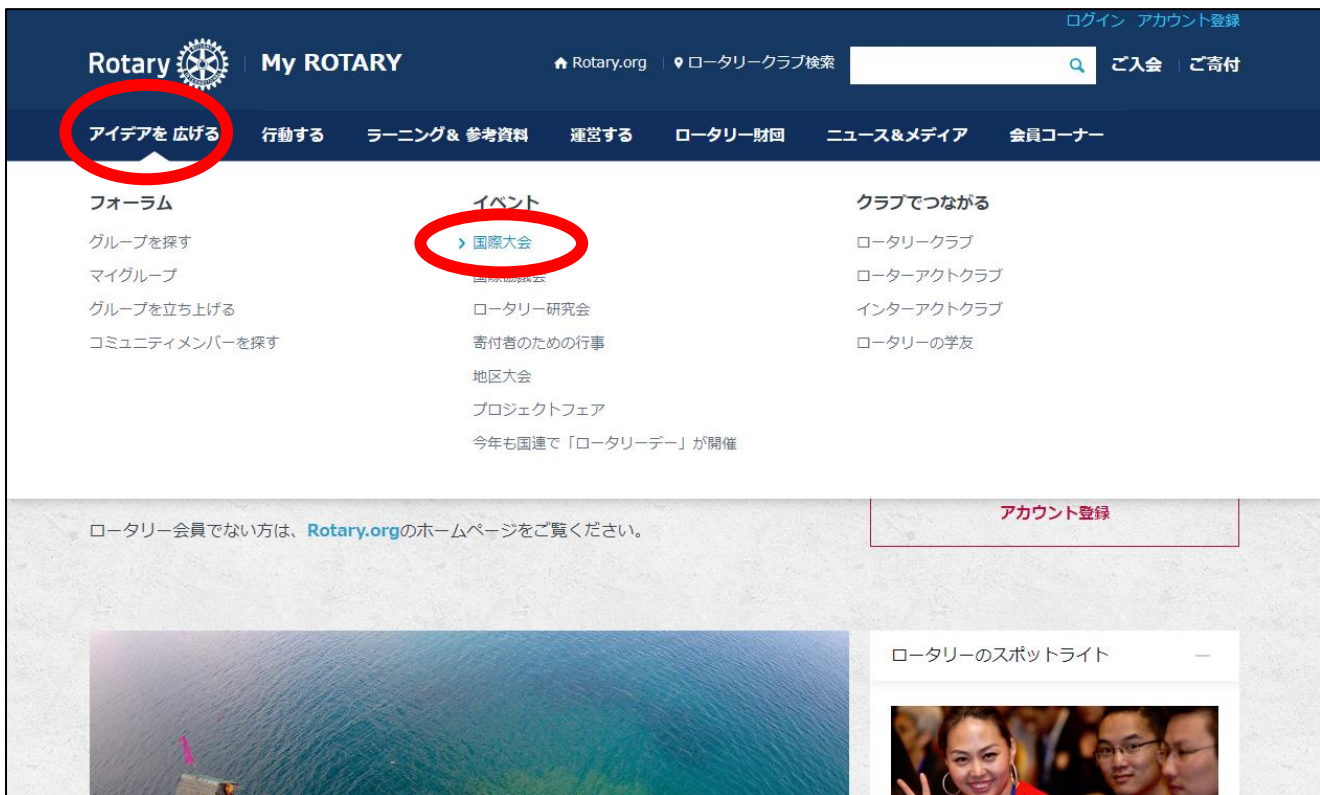 ログイン アカウント登録
Rotary My ROTARY Rotary.org ロータリークラブ検索 ご入会 ご寄付
アイデアを 広げる 行動する ラーニング& 参考資料 運営する ロータリー財団 ニュース&メディア 会員コーナー
フォーラム
グループを探す
マイグループ
グループを立ち上げる
コミュニティメンバーを探す
イベント
国際大会
国際協議会
ロータリー研究会
寄付者のための行事
地区大会
プロジェクトフェア
今年も国連で「ロータリーデー」が開催
クラブでつながる
ロータリークラブ
ローターアクトクラブ
インターアクトクラブ
ロータリーの学友
ロータリー会員でない方は、Rotary.orgのホームページをご覧ください。
アカウント登録
ロータリーのスポットライト